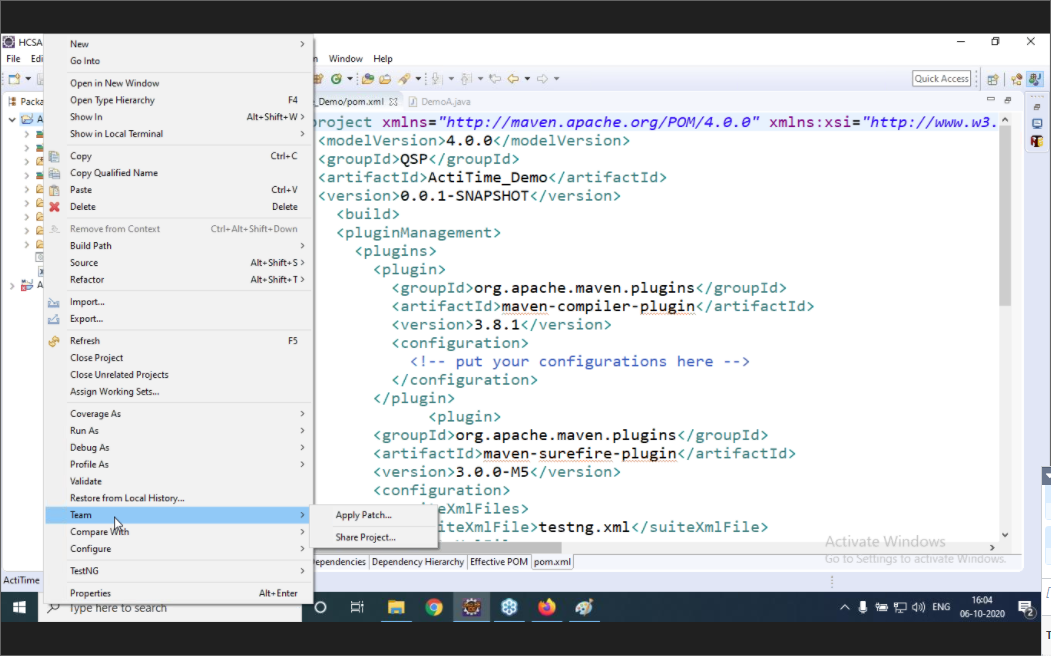 HCSA
File Edi Window Help
Quick Access
Packa
A
A
_Demo/pom.xml DemoA.java
New
Go Into
Open in New Window
Open Type Hierarchy F4
Show In Alt+Shift+W
Show in Local Terminal
Copy Ctrl+C
Copy Qualified Name
Paste Ctrl+V
Delete Delete
Remove from Context Ctrl+Alt+Shift+Down
Build Path
Source Alt+Shift+S
Refactor Alt+Shift+T
Import...
Export...
Refresh F5
Close Project
Close Unrelated Projects
Assign Working Sets...
Coverage As
Run As
Debug As
Profile As
Validate
Restore from Local History...
Team
Compare With
Configure
TestNG
Properties Alt+Enter
Apply Patch...
Share Project...
project xmlns="http://maven.apache.org/POM/4.0.0" xmlns:xsi="http://www.w3.
<modelVersion>4.0.0</modelVersion>
<groupId>QSP</groupId>
<artifactId>ActiTime_Demo</artifactId>
<version>0.0.1-SNAPSHOT</version>
<build>
<pluginManagement>
<plugins>
<plugin>
<groupId>org.apache.maven.plugins</groupId>
<artifactId>maven-compiler-plugin</artifactId>
<version>3.8.1</version>
<configuration>
<!-- put your configurations here -->
</configuration>
</plugin>
<plugin>
<groupId>org.apache.maven.plugins</groupId>
<artifactId>maven-surefire-plugin</artifactId>
<version>3.0.0-M5</version>
<configuration>
iteXmlFiles>
iteXmlFile>testng.xml</suiteXmlFile>
Activate Windows
Go to Settings to activate Windows.
ependencies Dependency Hierarchy Effective POM pom.xml
ActiTime
Type here to search
ENG
16:04
06-10-2020
2